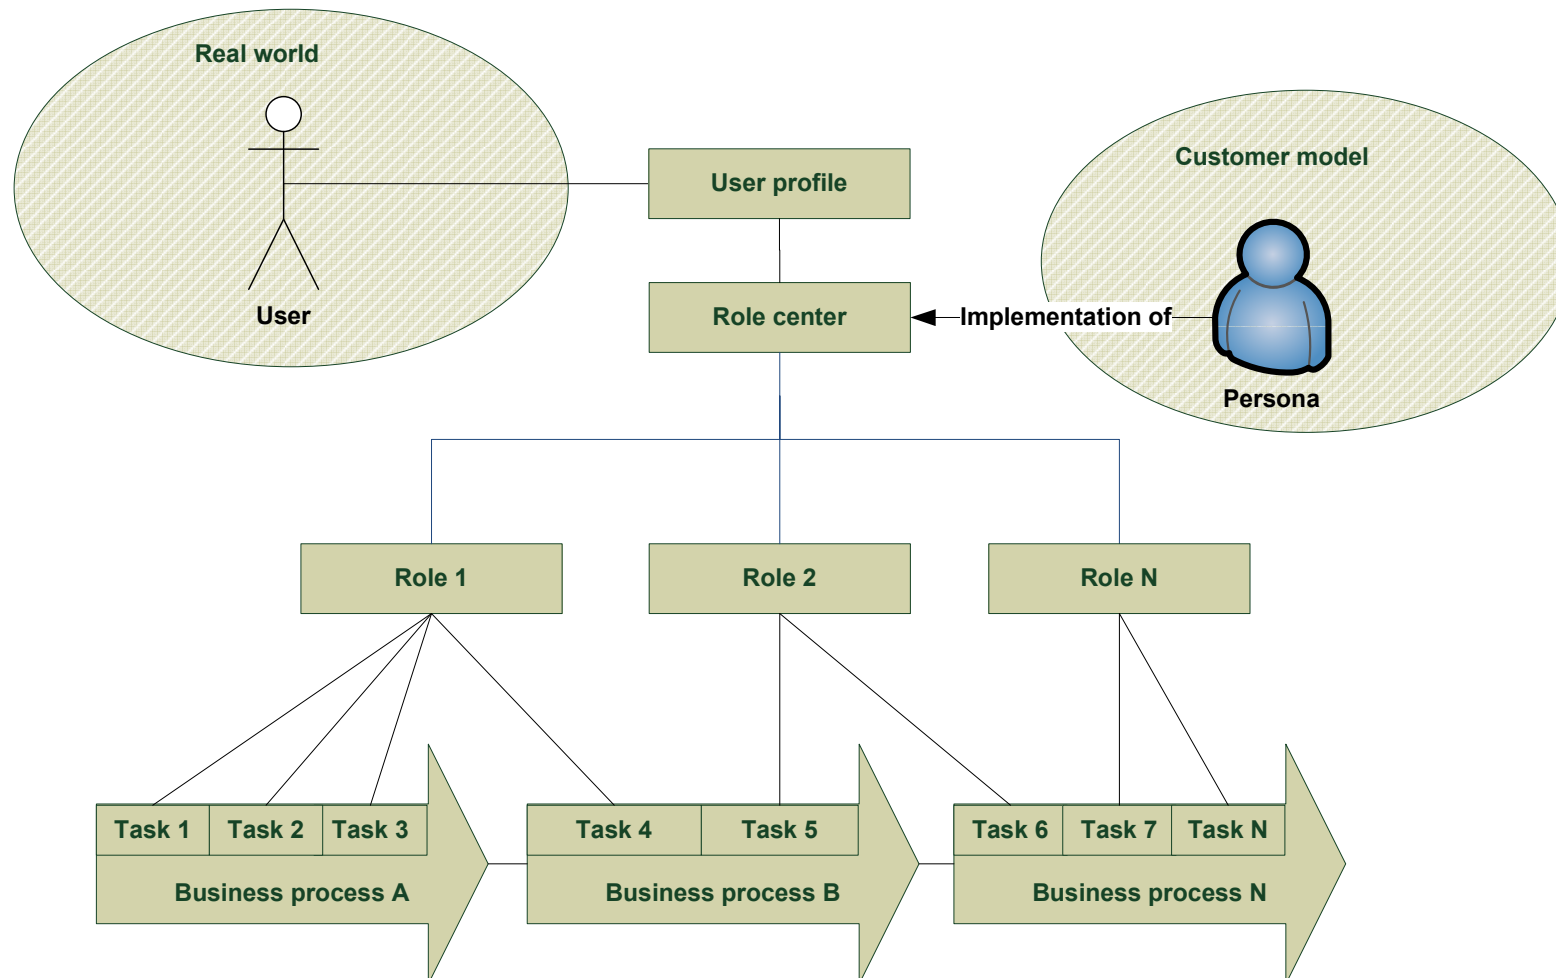 Real world
User
User profile
Role center
Implementation of
Customer model
Persona
Role 1
Role 2
Role N
Task 1
Task 2
Task 3
Business process A
Task 4
Task 5
Business process B
Task 6
Task 7
Task N
Business process N